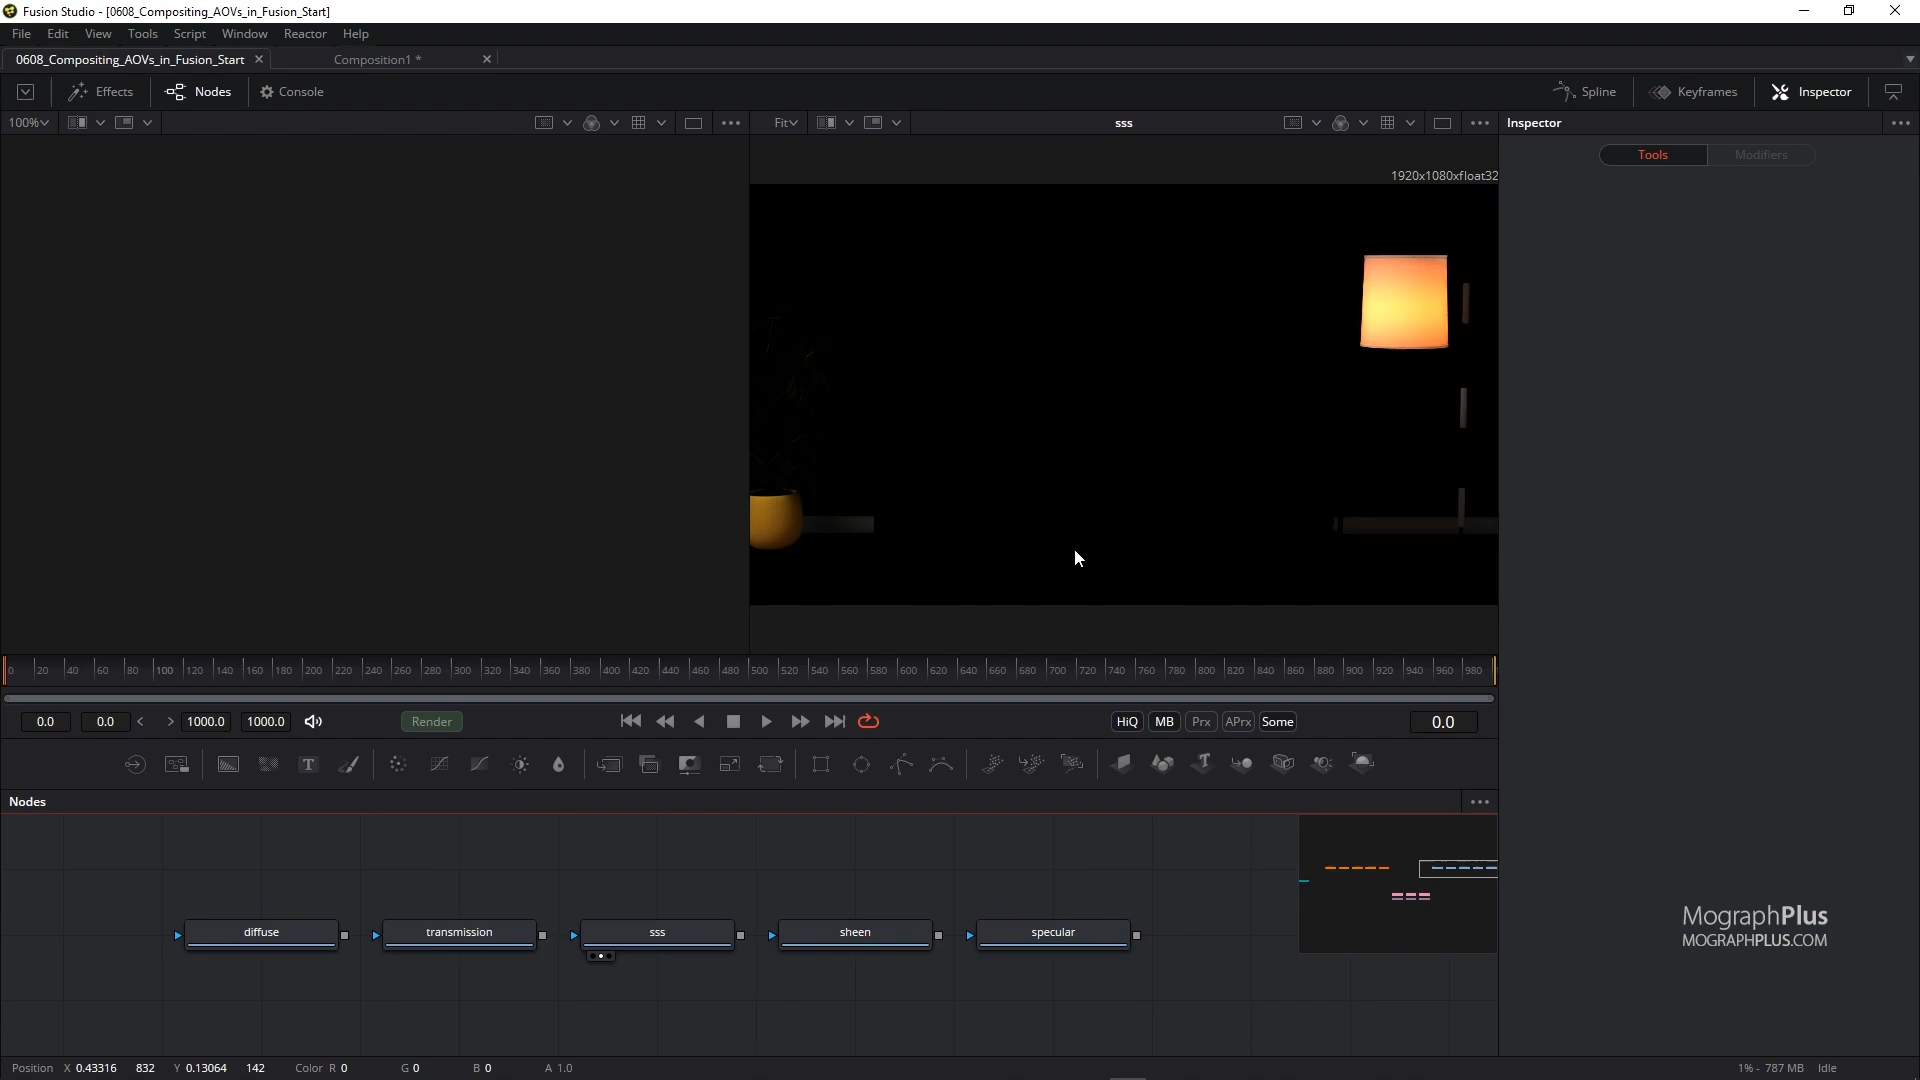 Fusion Studio - [0608_Compositing_AOVs_in_Fusion_Start]
File Edit View Tools Script Window Reactor Help
0608_Compositing_AOVs_in_Fusion_Start Composition1 *
Effects Nodes Console Spline Keyframes Inspector
100% Fit sss Inspector
Tools Modifiers
1920x1080xfloat32
0 20 40 60 80 100 120 140 160 180 200 220 240 260 280 300 320 340 360 380 400 420 440 460 480 500 520 540 560 580 600 620 640 660 680 700 720 740 760 780 800 820 840 860 880 900 920 940 960 980
0.0 0.0 < > 1000.0 1000.0 Render HiQ MB Prx APrx Some 0.0
T
Nodes
diffuse transmission sss sheen specular
MographPlus
MOGRAPHPLUS.COM
Position X 0.43316 832 Y 0.13064 142 Color R 0 G 0 B 0 A 1.0 1% - 787 MB Idle